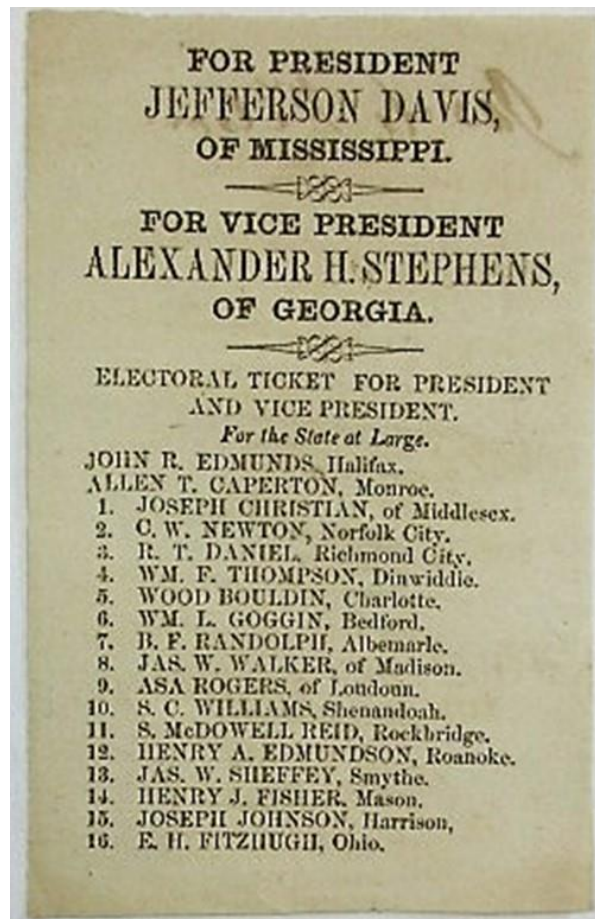 FOR PRESIDENT
JEFFERSON DAVIS,
OF MISSISSIPPI.
FOR VICE PRESIDENT
ALEXANDER H. STEPHENS,
OF GEORGIA.
ELECTORAL TICKET FOR PRESIDENT
AND VICE PRESIDENT.
For the State at Large.
JOHN R. EDMUNDS, Halifax.
ALLEN T. CAPERTON, Monroe.
1. JOSEPH CHRISTIAN, of Middlesex.
2. C. W. NEWTON, Norfolk City.
3. R. T. DANIEL, Richmond City.
4. WM. F. THOMPSON, Dinwiddie.
5. WOOD BOULDIN, Charlotte.
6. WM. L. GOGGIN, Bedford.
7. B. F. RANDOLPH, Albemarle.
8. JAS. W. WALKER, of Madison.
9. ASA ROGERS, of Loudoun.
10. S. C. WILLIAMS, Shenandoah.
11. S. McDOWELL REID, Rockbridge.
12. HENRY A. EDMUNDSON, Roanoke.
13. JAS. W. SHEFFEY, Smythe.
14. HENRY J. FISHER, Mason.
15. JOSEPH JOHNSON, Harrison,
16. E. H. FITZHUGH, Ohio.